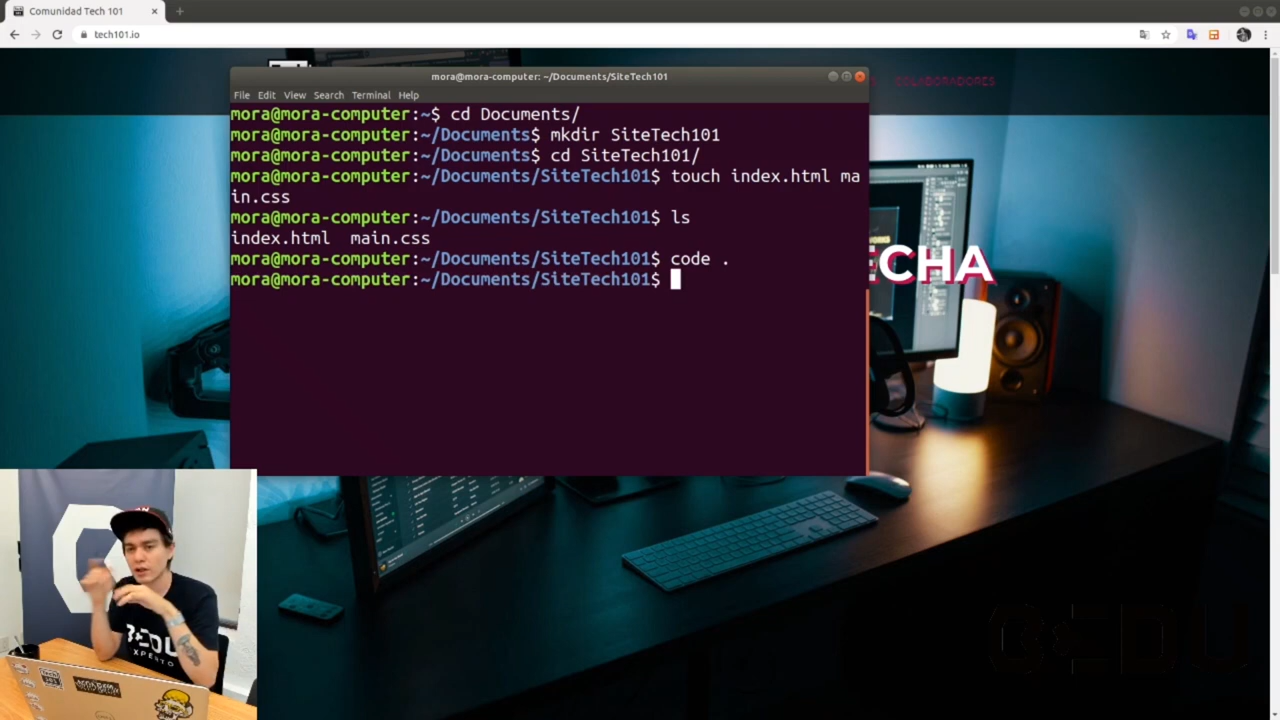 Comunidad Tech 101
tech101.io
COLABORADORES
mora@mora-computer: ~/Documents/SiteTech101
File Edit View Search Terminal Help
mora@mora-computer:~$ cd Documents/
mora@mora-computer:~/Documents$ mkdir SiteTech101
mora@mora-computer:~/Documents$ cd SiteTech101/
mora@mora-computer:~/Documents/SiteTech101$ touch index.html ma
in.css
mora@mora-computer:~/Documents/SiteTech101$ ls
index.html main.css
mora@mora-computer:~/Documents/SiteTech101$ code .
mora@mora-computer:~/Documents/SiteTech101$
ECHA